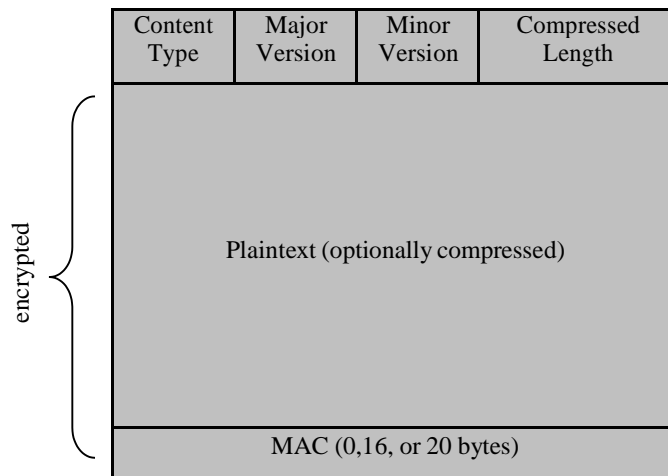 Content Type
Major Version
Minor Version
Compressed Length
encrypted
Plaintext (optionally compressed)
MAC (0,16, or 20 bytes)